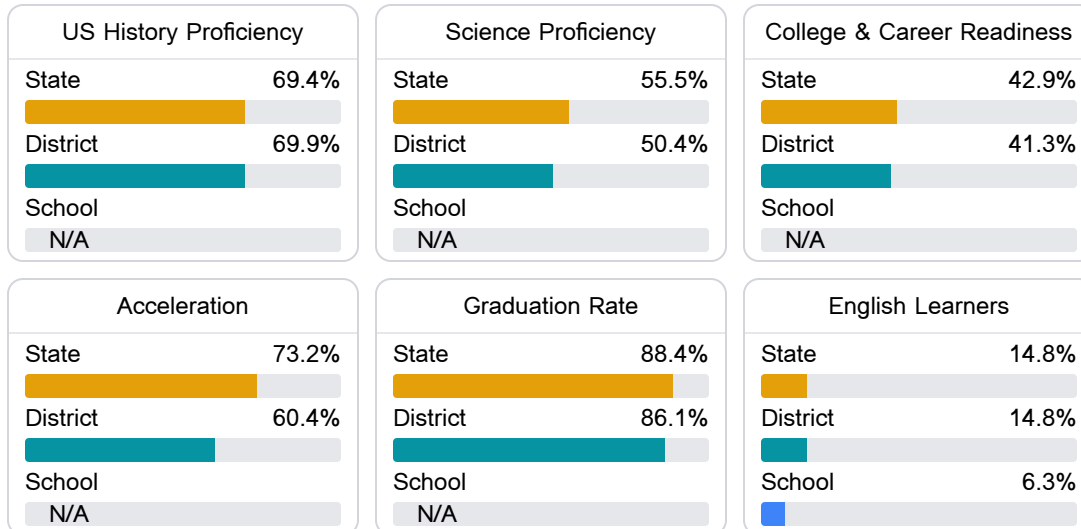 US History Proficiency
State 69.4%
District 69.9%
School
N/A
Science Proficiency
State 55.5%
District 50.4%
School
N/A
College & Career Readiness
State 42.9%
District 41.3%
School
N/A
Acceleration
State 73.2%
District 60.4%
School
N/A
Graduation Rate
State 88.4%
District 86.1%
School
N/A
English Learners
State 14.8%
District 14.8%
School 6.3%